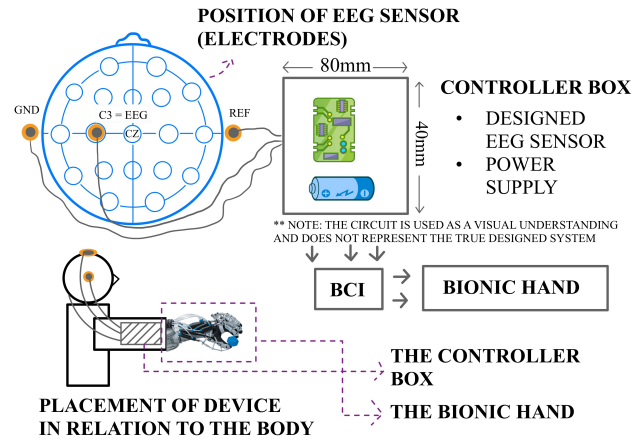 POSITION OF EEG SENSOR
(ELECTRODES)
80mm
GND
C3 = EEG
REF
CZ
40mm
CONTROLLER BOX
• DESIGNED
EEG SENSOR
• POWER
SUPPLY
** NOTE: THE CIRCUIT IS USED AS A VISUAL UNDERSTANDING
AND DOES NOT REPRESENT THE TRUE DESIGNED SYSTEM
BCI
BIONIC HAND
THE CONTROLLER
BOX
THE BIONIC HAND
PLACEMENT OF DEVICE
IN RELATION TO THE BODY